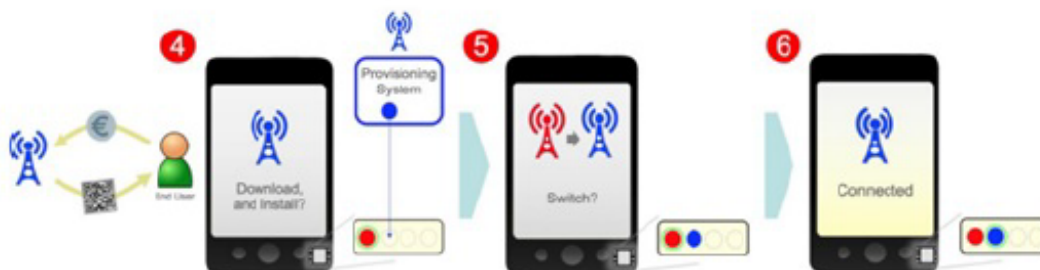 4
5
6
Provisioning
System
€
End User
Download,
and Install?
Switch?
Connected